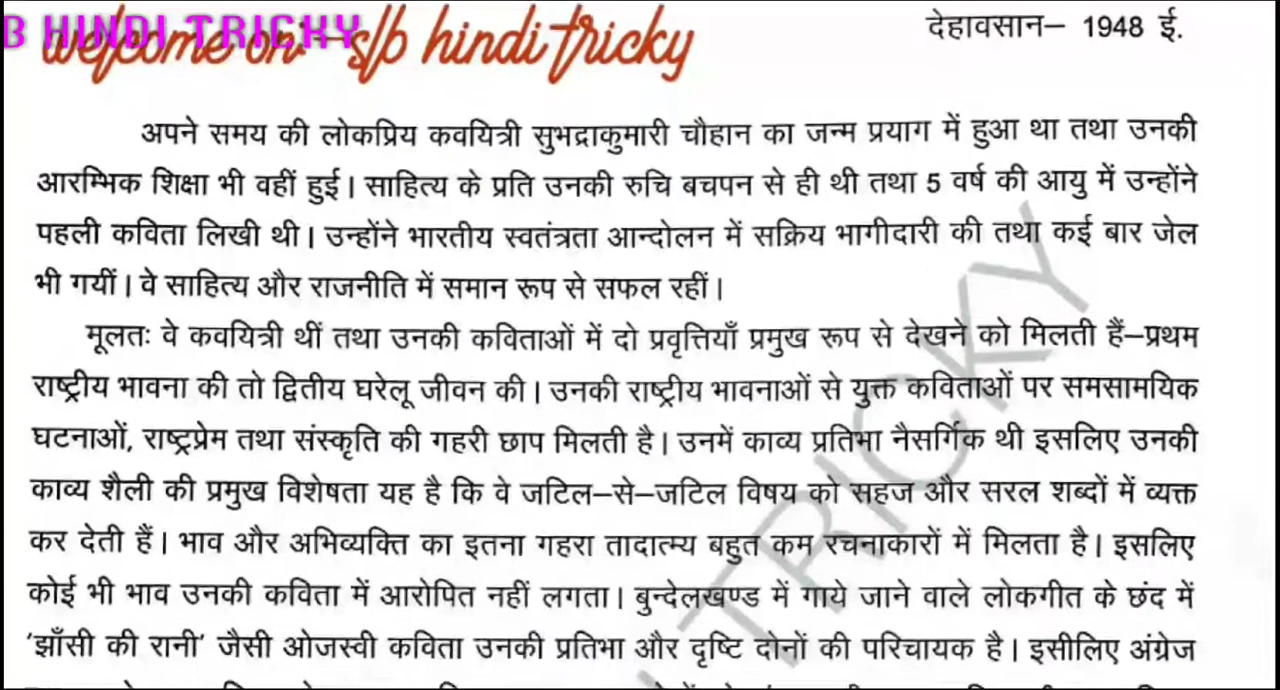 B HINDI TRICKY
welcome on:- s/b hindi tricky
देहावसान– 1948 ई.
अपने समय की लोकप्रिय कवयित्री सुभद्राकुमारी चौहान का जन्म प्रयाग में हुआ था तथा उनकी
आरम्भिक शिक्षा भी वहीं हुई। साहित्य के प्रति उनकी रुचि बचपन से ही थी तथा 5 वर्ष की आयु में उन्होंने
पहली कविता लिखी थी। उन्होंने भारतीय स्वतंत्रता आन्दोलन में सक्रिय भागीदारी की तथा कई बार जेल
भी गयीं। वे साहित्य और राजनीति में समान रूप से सफल रहीं।
मूलतः वे कवयित्री थीं तथा उनकी कविताओं में दो प्रवृत्तियाँ प्रमुख रूप से देखने को मिलती हैं–प्रथम
राष्ट्रीय भावना की तो द्वितीय घरेलू जीवन की। उनकी राष्ट्रीय भावनाओं से युक्त कविताओं पर समसामयिक
घटनाओं, राष्ट्रप्रेम तथा संस्कृति की गहरी छाप मिलती है। उनमें काव्य प्रतिभा नैसर्गिक थी इसलिए उनकी
काव्य शैली की प्रमुख विशेषता यह है कि वे जटिल–से–जटिल विषय को सहज और सरल शब्दों में व्यक्त
कर देती हैं। भाव और अभिव्यक्ति का इतना गहरा तादात्म्य बहुत कम रचनाकारों में मिलता है। इसलिए
कोई भी भाव उनकी कविता में आरोपित नहीं लगता। बुन्देलखण्ड में गाये जाने वाले लोकगीत के छंद में
'झाँसी की रानी' जैसी ओजस्वी कविता उनकी प्रतिभा और दृष्टि दोनों की परिचायक है। इसीलिए अंग्रेज
TRICKY